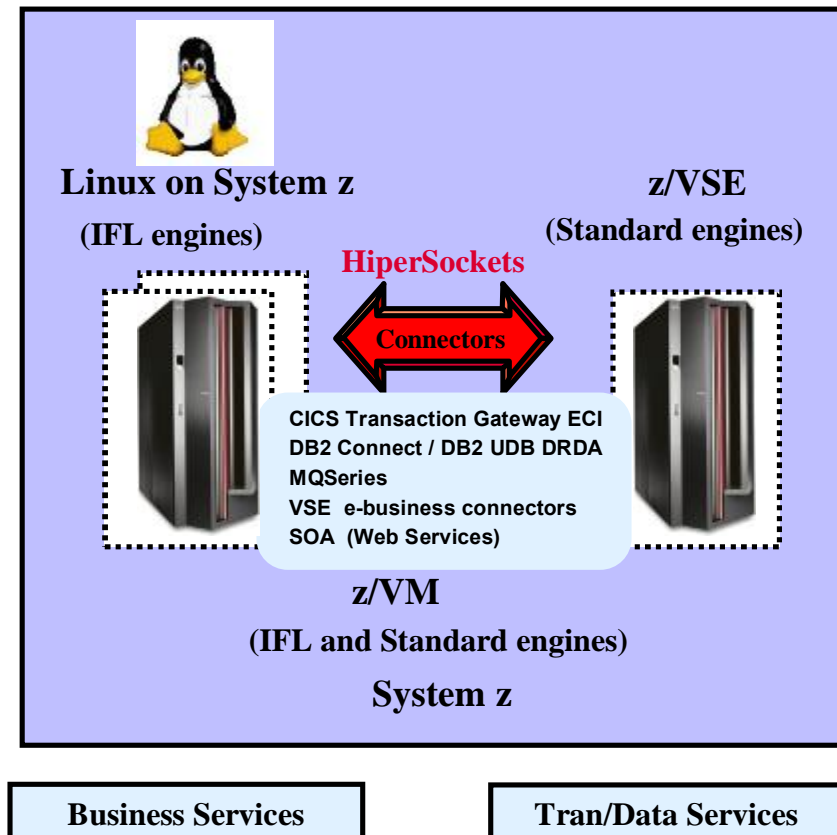 Linux on System z
(IFL engines)
z/VSE
(Standard engines)
HiperSockets
Connectors
CICS Transaction Gateway ECI
DB2 Connect / DB2 UDB DRDA
MQSeries
VSE e-business connectors
SOA (Web Services)
z/VM
(IFL and Standard engines)
System z
Business Services
Tran/Data Services